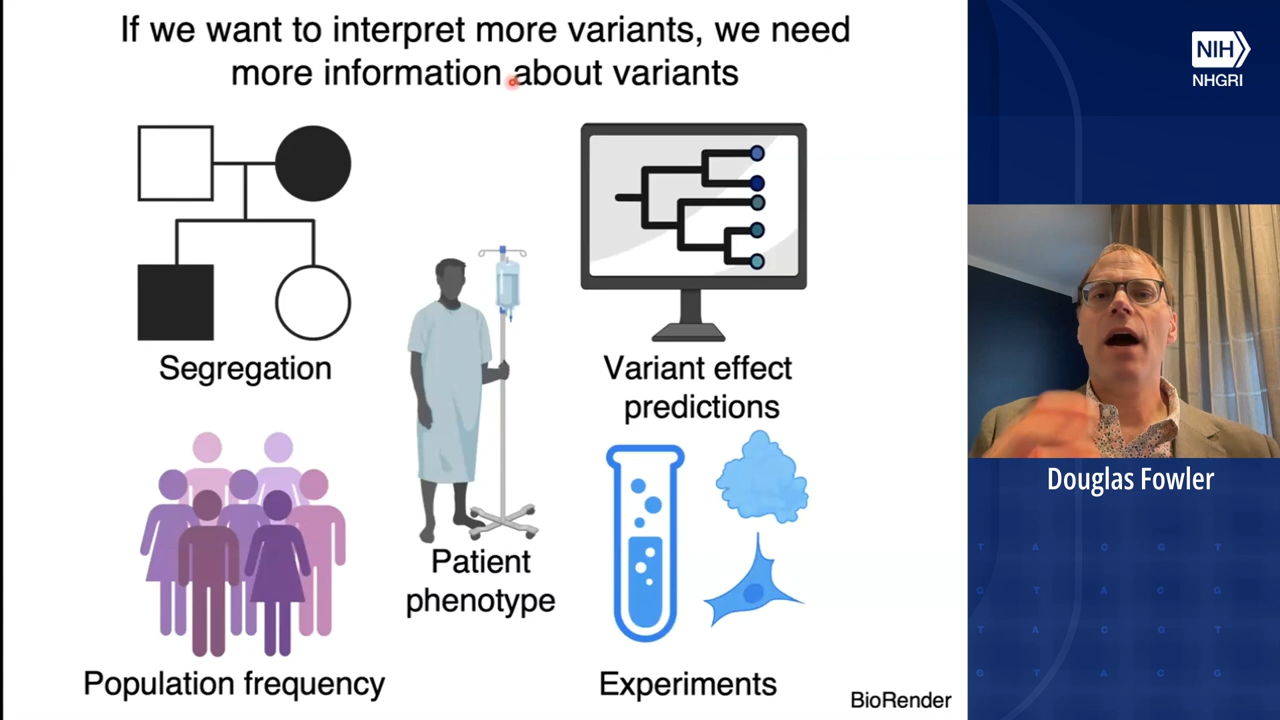 If we want to interpret more variants, we need
more information about variants
Segregation
Variant effect
predictions
Patient
phenotype
Population frequency
Experiments
BioRender
NIH
NHGRI
Douglas Fowler
T A C G T
G T A C G
T A C G T
G T A C G